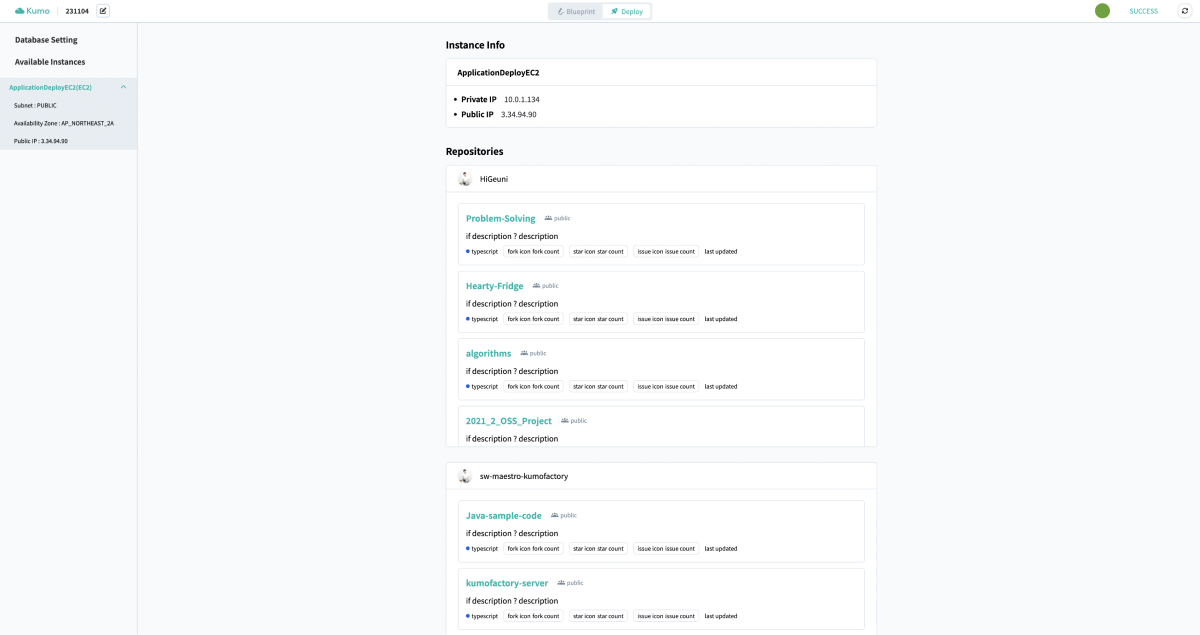 Kumo 231104 Blueprint Deploy SUCCESS
Database Setting
Available Instances
ApplicationDeployEC2(EC2)
Subnet : PUBLIC
Availability Zone : AP_NORTHEAST_2A
Public IP : 3.34.94.90
Instance Info
ApplicationDeployEC2
• Private IP 10.0.1.134
• Public IP 3.34.94.90
Repositories
HiGeuni
Problem-Solving public
if description ? description
typescript fork icon fork count star icon star count issue icon issue count last updated
Hearty-Fridge public
if description ? description
typescript fork icon fork count star icon star count issue icon issue count last updated
algorithms public
if description ? description
typescript fork icon fork count star icon star count issue icon issue count last updated
2021_2_OSS_Project public
if description ? description
sw-maestro-kumofactory
Java-sample-code public
if description ? description
typescript fork icon fork count star icon star count issue icon issue count last updated
kumofactory-server public
if description ? description
typescript fork icon fork count star icon star count issue icon issue count last updated